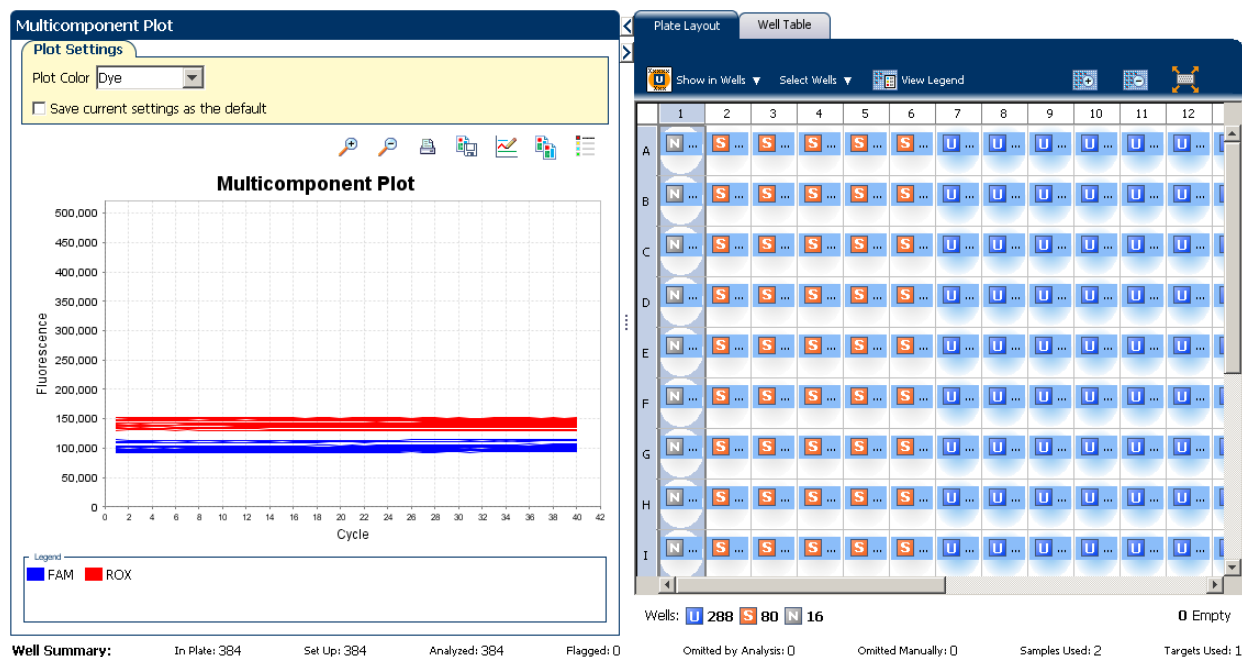 Multicomponent Plot
Plot Settings
Plot Color Dye
Save current settings as the default
Multicomponent Plot
500,000
450,000
400,000
350,000
300,000
250,000
200,000
150,000
100,000
50,000
0
Fluorescence
0 2 4 6 8 10 12 14 16 18 20 22 24 26 28 30 32 34 36 38 40 42
Cycle
Legend
FAM ROX
Plate Layout Well Table
Show in Wells ▼ Select Wells ▼ View Legend
1 2 3 4 5 6 7 8 9 10 11 12
A N ... S ... S ... S ... S ... S ... U ... U ... U ... U ... U ... U ...
B N ... S ... S ... S ... S ... S ... U ... U ... U ... U ... U ... U ...
C N ... S ... S ... S ... S ... S ... U ... U ... U ... U ... U ... U ...
D N ... S ... S ... S ... S ... S ... U ... U ... U ... U ... U ... U ...
E N ... S ... S ... S ... S ... S ... U ... U ... U ... U ... U ... U ...
F N ... S ... S ... S ... S ... S ... U ... U ... U ... U ... U ... U ...
G N ... S ... S ... S ... S ... S ... U ... U ... U ... U ... U ... U ...
H N ... S ... S ... S ... S ... S ... U ... U ... U ... U ... U ... U ...
I N ... S ... S ... S ... S ... S ... U ... U ... U ... U ... U ... U ...
Wells: U 288 S 80 N 16 0 Empty
Well Summary: In Plate: 384 Set Up: 384 Analyzed: 384 Flagged: 0 Omitted by Analysis: 0 Omitted Manually: 0 Samples Used: 2 Targets Used: 1